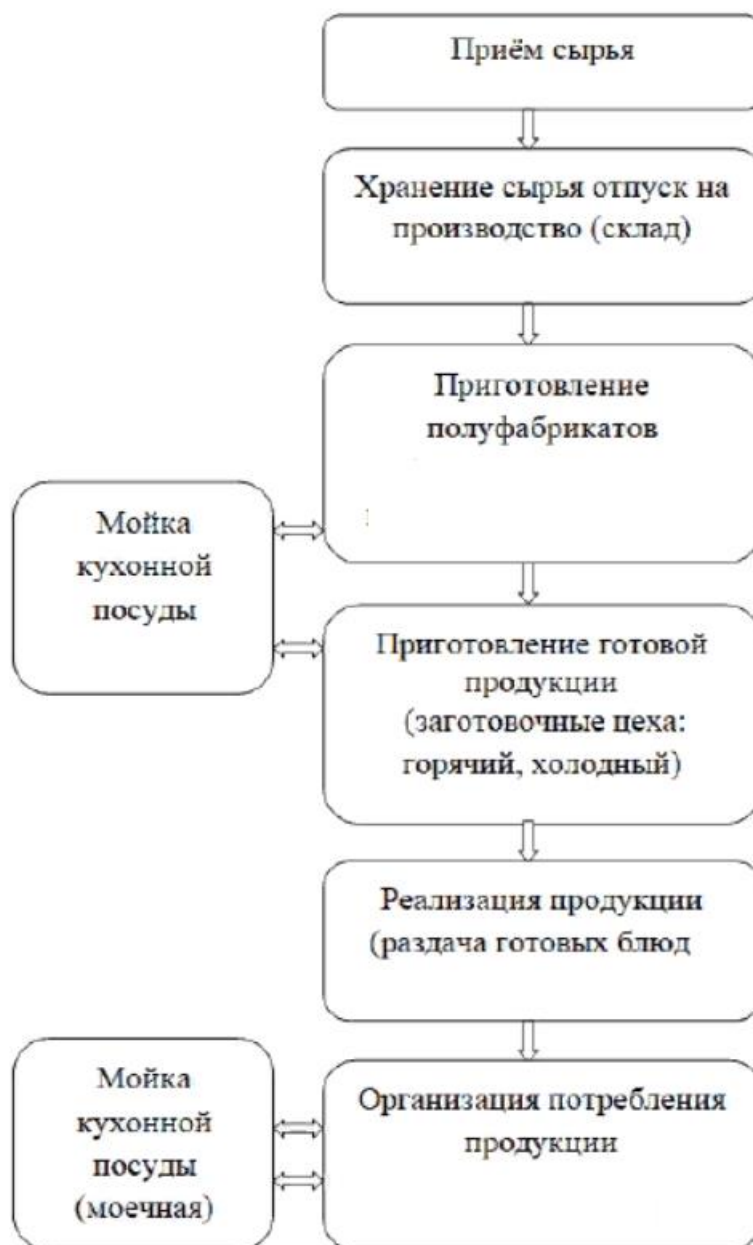 Приём сырья
Хранение сырья отпуск на
производство (склад)
Приготовление
полуфабрикатов
Мойка
кухонной
посуды
Приготовление готовой
продукции
(заготовочные цеха:
горячий, холодный)
Реализация продукции
(раздача готовых блюд
Мойка
кухонной
посуды
(моечная)
Организация потребления
продукции